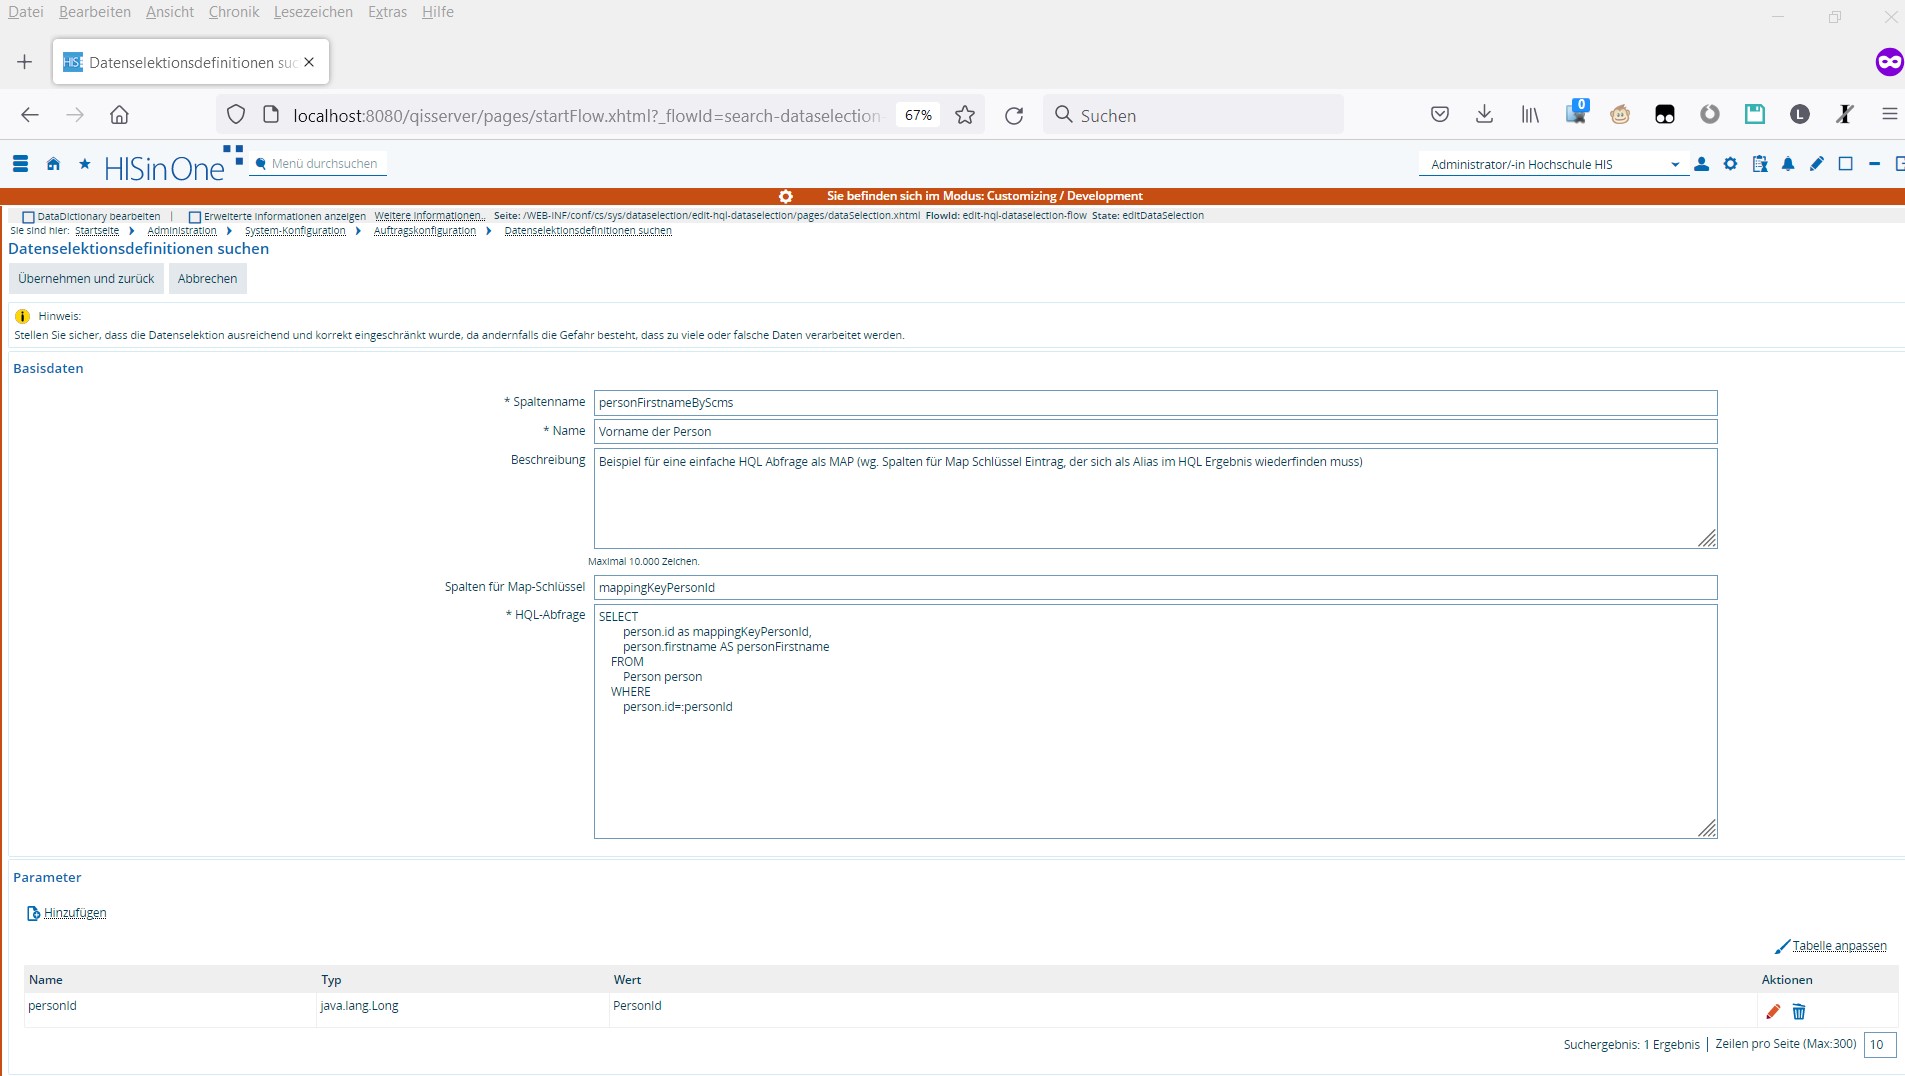 Datei Bearbeiten Ansicht Chronik Lesezeichen Extras Hilfe
Datenselektionsdefinitionen suc
localhost:8080/qisserver/pages/startFlow.xhtml?_flowId=search-dataselection- 67% Suchen 0 L
HISinOne Menü durchsuchen Administrator/-in Hochschule HIS
Sie befinden sich im Modus: Customizing / Development
DataDictionary bearbeiten | Erweiterte Informationen anzeigen Weitere Informationen.. Seite: /WEB-INF/conf/cs/sys/dataselection/edit-hql-dataselection/pages/dataSelection.xhtml FlowId: edit-hql-dataselection-flow State: editDataSelection
Sie sind hier: Startseite Administration System-Konfiguration Auftragskonfiguration Datenselektionsdefinitionen suchen
Datenselektionsdefinitionen suchen
Übernehmen und zurück Abbrechen
Hinweis:
Stellen Sie sicher, dass die Datenselektion ausreichend und korrekt eingeschränkt wurde, da andernfalls die Gefahr besteht, dass zu viele oder falsche Daten verarbeitet werden.
Basisdaten
* Spaltenname personFirstnameByScms
* Name Vorname der Person
Beschreibung Beispiel für eine einfache HQL Abfrage als MAP (wg. Spalten für Map Schlüssel Eintrag, der sich als Alias im HQL Ergebnis wiederfinden muss)
Maximal 10.000 Zeichen.
Spalten für Map-Schlüssel mappingKeyPersonId
* HQL-Abfrage SELECT
person.id as mappingKeyPersonId,
person.firstname AS personFirstname
FROM
Person person
WHERE
person.id=:personId
Parameter
Hinzufügen
Tabelle anpassen
Name Typ Wert Aktionen
personId java.lang.Long PersonId
Suchergebnis: 1 Ergebnis | Zeilen pro Seite (Max:300) 10